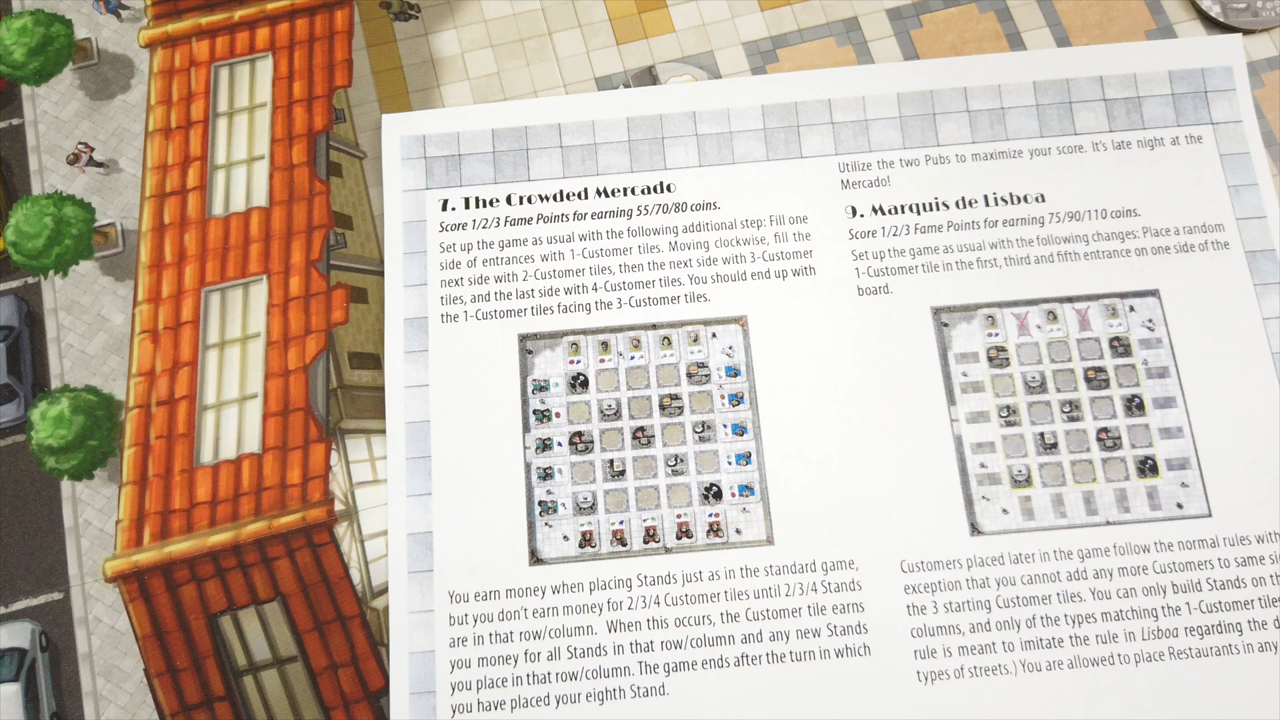 7. The Crowded Mercado
Score 1/2/3 Fame Points for earning 55/70/80 coins.
Set up the game as usual with the following additional step: Fill one
side of entrances with 1-Customer tiles. Moving clockwise, fill the
next side with 2-Customer tiles, then the next side with 3-Customer
tiles, and the last side with 4-Customer tiles. You should end up with
the 1-Customer tiles facing the 3-Customer tiles.
You earn money when placing Stands just as in the standard game,
but you don't earn money for 2/3/4 Customer tiles until 2/3/4 Stands
are in that row/column. When this occurs, the Customer tile earns
you money for all Stands in that row/column and any new Stands
you place in that row/column. The game ends after the turn in which
you have placed your eighth Stand.
Utilize the two Pubs to maximize your score. It's late night at the
Mercado!
9. Marquis de Lisboa
Score 1/2/3 Fame Points for earning 75/90/110 coins.
Set up the game as usual with the following changes: Place a random
1-Customer tile in the first, third and fifth entrance on one side of the
board.
Customers placed later in the game follow the normal rules with
exception that you cannot add any more Customers to same
the 3 starting Customer tiles. You can only build Stands on
columns, and only of the types matching the 1-Customer
rule is meant to imitate the rule in Lisboa regarding the
types of streets.) You are allowed to place Restaurants in any